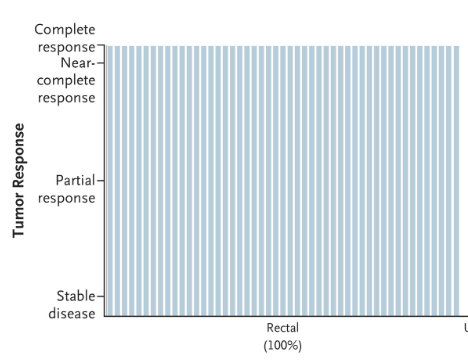 Complete
response
Near-
complete
response
Partial
response
Stable
disease
Tumor Response
Rectal
(100%)